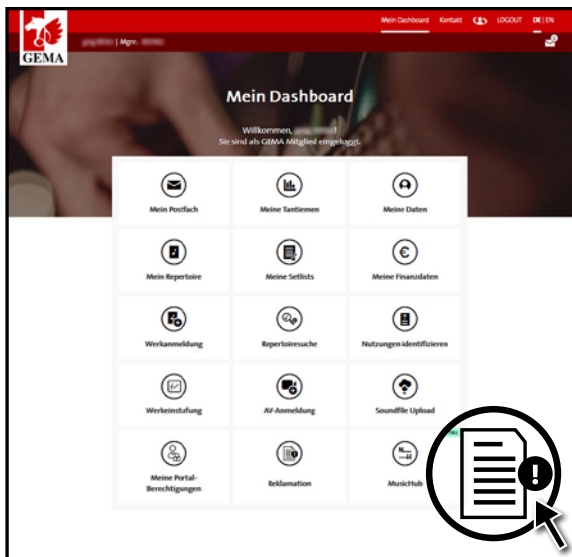 Mein Dashboard Kontakt LOGOUT DE | EN
GEMA
| Mgnr.
Mein Dashboard
Willkommen, !
Sie sind als GEMA Mitglied eingeloggt.
Mein Postfach Meine Tantiemen Meine Daten
Mein Repertoire Meine Setlists Meine Finanzdaten
Werkanmeldung Repertoiresuche Nutzungen identifizieren
Werkeinstufung AV-Anmeldung Soundfile Upload
Meine Portal-
Berechtigungen Reklamation MusicHub